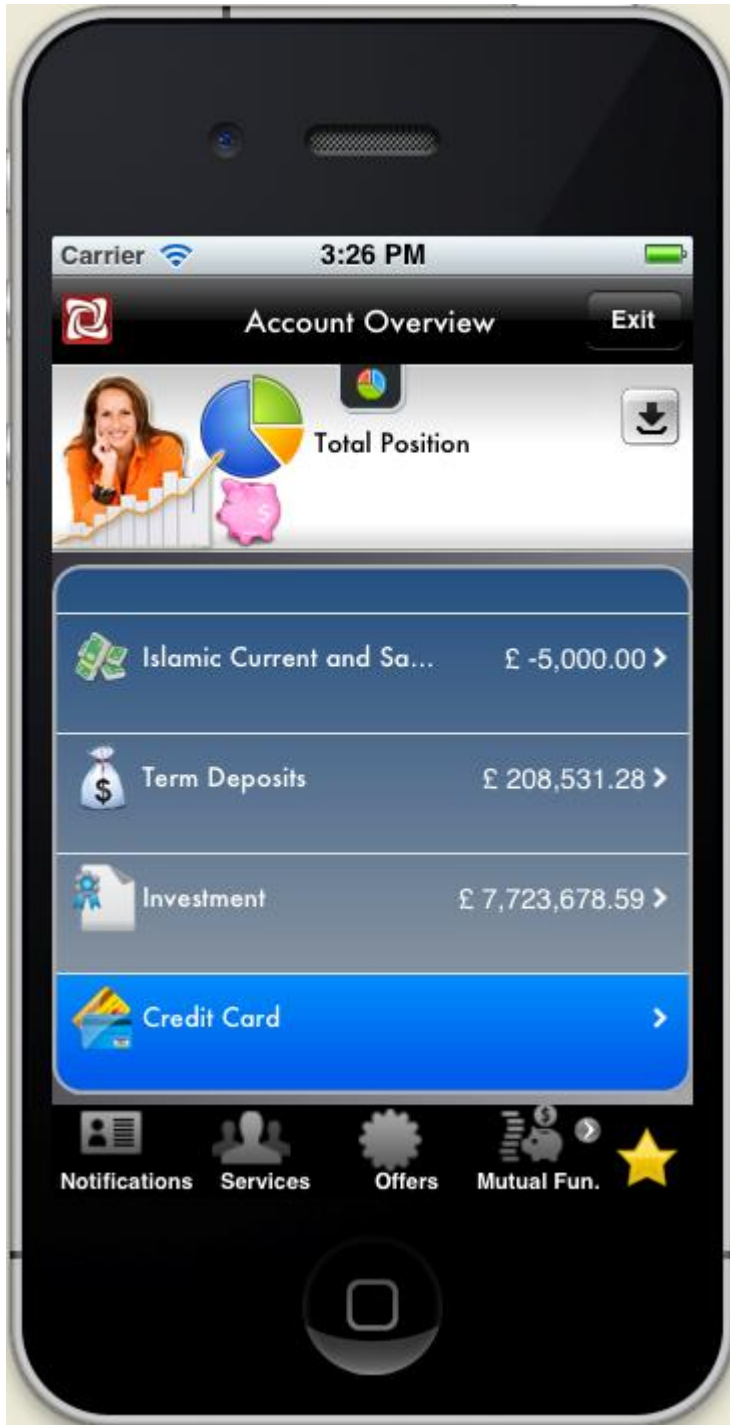 Carrier 3:26 PM
Account Overview Exit
Total Position
$
Islamic Current and Sa... £ -5,000.00
$
Term Deposits £ 208,531.28
Investment £ 7,723,678.59
Credit Card
$
Notifications Services Offers Mutual Fun.